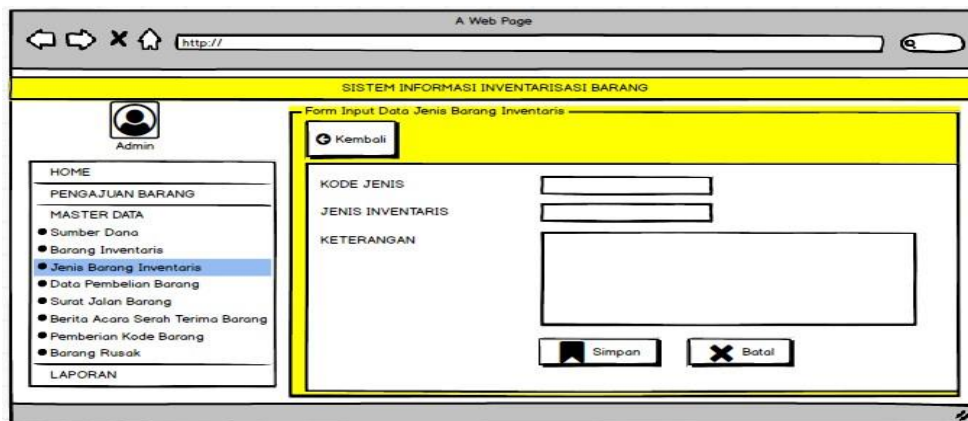 A Web Page
http://
SISTEM INFORMASI INVENTARISASI BARANG
Admin
HOME
PENGAJUAN BARANG
MASTER DATA
Sumber Dana
Barang Inventaris
Jenis Barang Inventaris
Data Pembelian Barang
Surat Jalan Barang
Berita Acara Serah Terima Barang
Pemberian Kode Barang
Barang Rusak
LAPORAN
Form Input Data Jenis Barang Inventaris
Kembali
KODE JENIS
JENIS INVENTARIS
KETERANGAN
Simpan
Batal